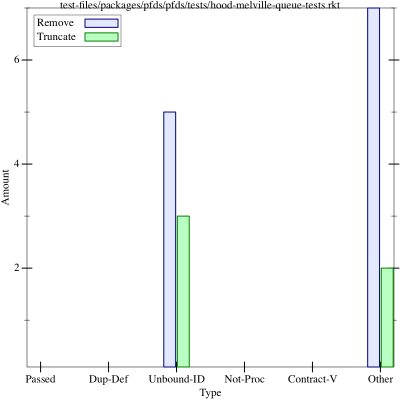 test-files/packages/pfds/pfds/tests/hood-melville-queue-tests.rkt
Remove
Truncate
6
4
2
Amount
Passed Dup-Def Unbound-ID Not-Proc Contract-V Other
Type